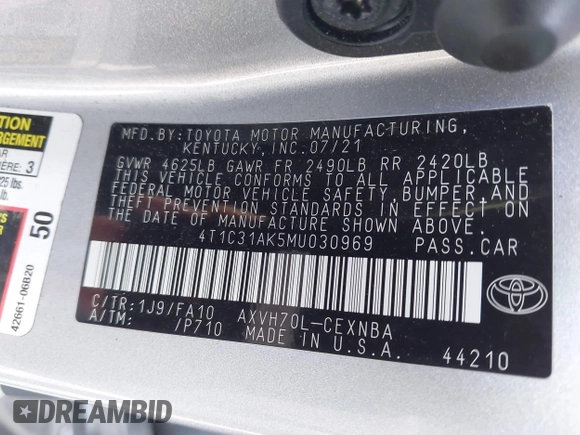 MFD.BY:TOYOTA MOTOR MANUFACTURING,
KENTUCKY,INC.07/21
GVWR 4625LB GAWR FR 2490LB RR 2420LB
THIS VEHICLE CONFORMS TO ALL APPLICABLE
FEDERAL MOTOR VEHICLE SAFETY,BUMPER,AND
THEFT PREVENTION STANDARDS IN EFFECT ON
THE DATE OF MANUFACTURE SHOWN ABOVE.
4T1C31AK5MU030969 PASS.CAR
C/TR:1J9/FA10 AXVH70L-CEXNBA
A/TM: /P710 MADE IN U.S.A.
44210
3
50
42661-06B20
DREAMBID